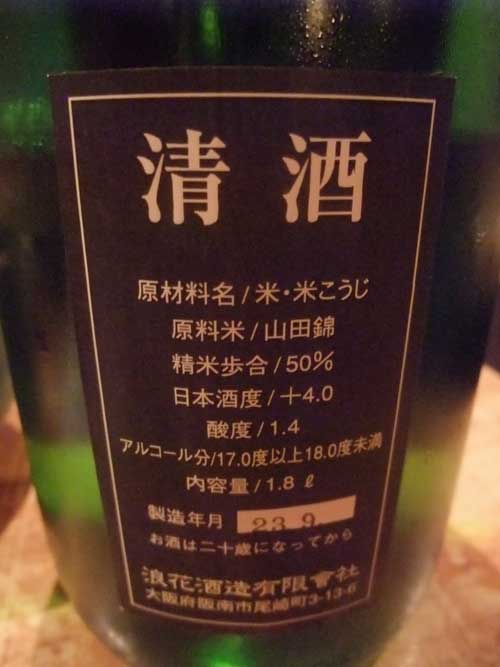 清酒
原材料名/米・米こうじ
原料米/山田錦
精米歩合/50%
日本酒度/+4.0
酸度/1.4
アルコール分/17.0度以上18.0度未満
内容量/1.8ℓ
製造年月 23.9.
お酒は二十歳になってから
浪花酒造有限會社
大阪府阪南市尾崎町3-13-6